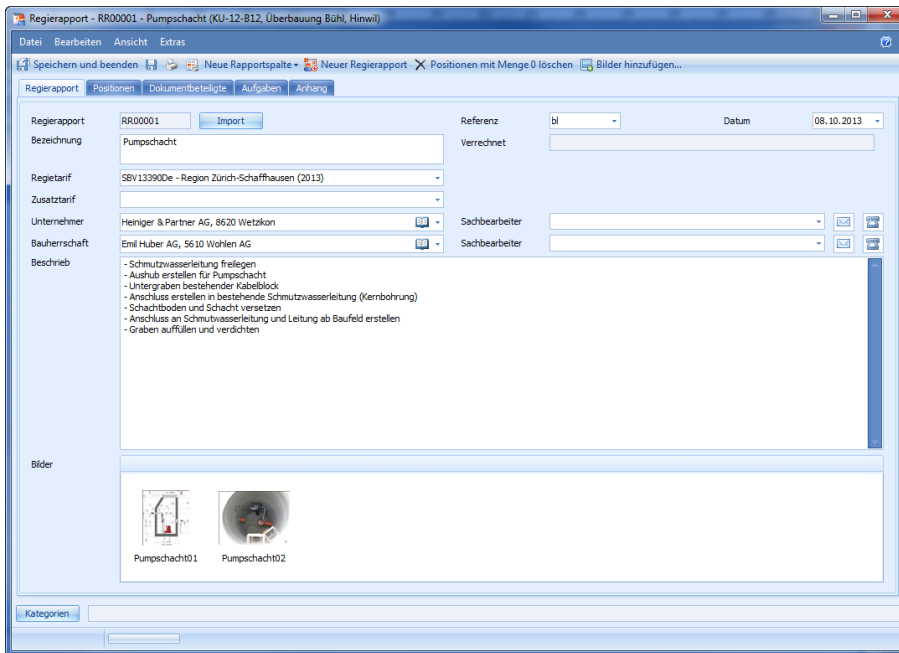 Regierapport - RR00001 - Pumpschacht (KU-12-B12, Überbauung Bühl, Hinwil)
Datei Bearbeiten Ansicht Extras
Speichern und beenden Neue Rapportspalte Neuer Regierapport Positionen mit Menge 0 löschen Bilder hinzufügen...
Regierapport Positionen Dokumentbeteiligte Aufgaben Anhang
Regierapport RR00001 Import Referenz bl Datum 08.10.2013
Bezeichnung Pumpschacht Verrechnet
Regietarif SBV13390De - Region Zürich-Schaffhausen (2013)
Zusatztarif
Unternehmer Heiniger & Partner AG, 8620 Wetzikon Sachbearbeiter
Bauherrschaft Emil Huber AG, 5610 Wohlen AG Sachbearbeiter
Beschrieb
- Schmutzwasserleitung freilegen
- Aushub erstellen für Pumpschacht
- Untergraben bestehender Kabelblock
- Anschluss erstellen in bestehende Schmutzwasserleitung (Kernbohrung)
- Schachtboden und Schacht versetzen
- Anschluss an Schmutwasserleitung und Leitung ab Baufeld erstellen
- Graben auffüllen und verdichten
Bilder
Pumpschacht01 Pumpschacht02
Kategorien